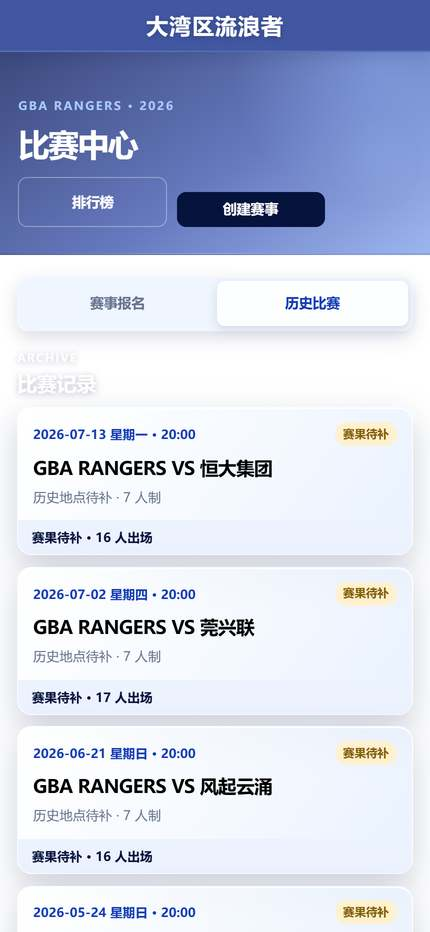 大湾区流浪者
GBA RANGERS • 2026
比赛中心
排行榜
创建赛事
赛事报名
历史比赛
ARCHIVE
比赛记录
2026-07-13 星期一 • 20:00
赛果待补
GBA RANGERS VS 恒大集团
历史地点待补 · 7 人制
赛果待补 • 16 人出场
2026-07-02 星期四 • 20:00
赛果待补
GBA RANGERS VS 莞兴联
历史地点待补 · 7 人制
赛果待补 • 17 人出场
2026-06-21 星期日 • 20:00
赛果待补
GBA RANGERS VS 风起云涌
历史地点待补 · 7 人制
赛果待补 • 16 人出场
2026-05-24 星期日 • 20:00
赛果待补